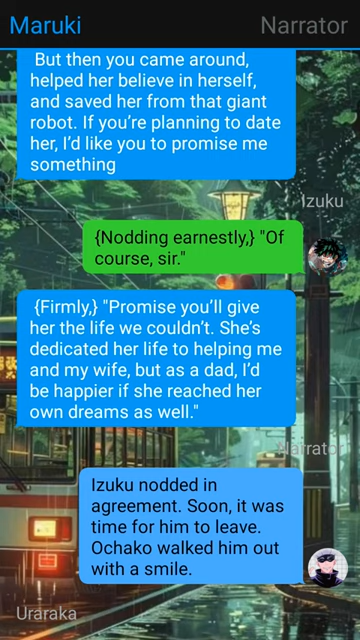 Maruki
Narrator
But then you came around,
helped her believe in herself,
and saved her from that giant
robot. If you’re planning to date
her, I’d like you to promise me
something
Izuku
{Nodding earnestly,} "Of
course, sir."
{Firmly,} "Promise you’ll give
her the life we couldn’t. She’s
dedicated her life to helping me
and my wife, but as a dad, I’d
be happier if she reached her
own dreams as well."
Narrator
Izuku nodded in
agreement. Soon, it was
time for him to leave.
Ochako walked him out
with a smile.
Uraraka